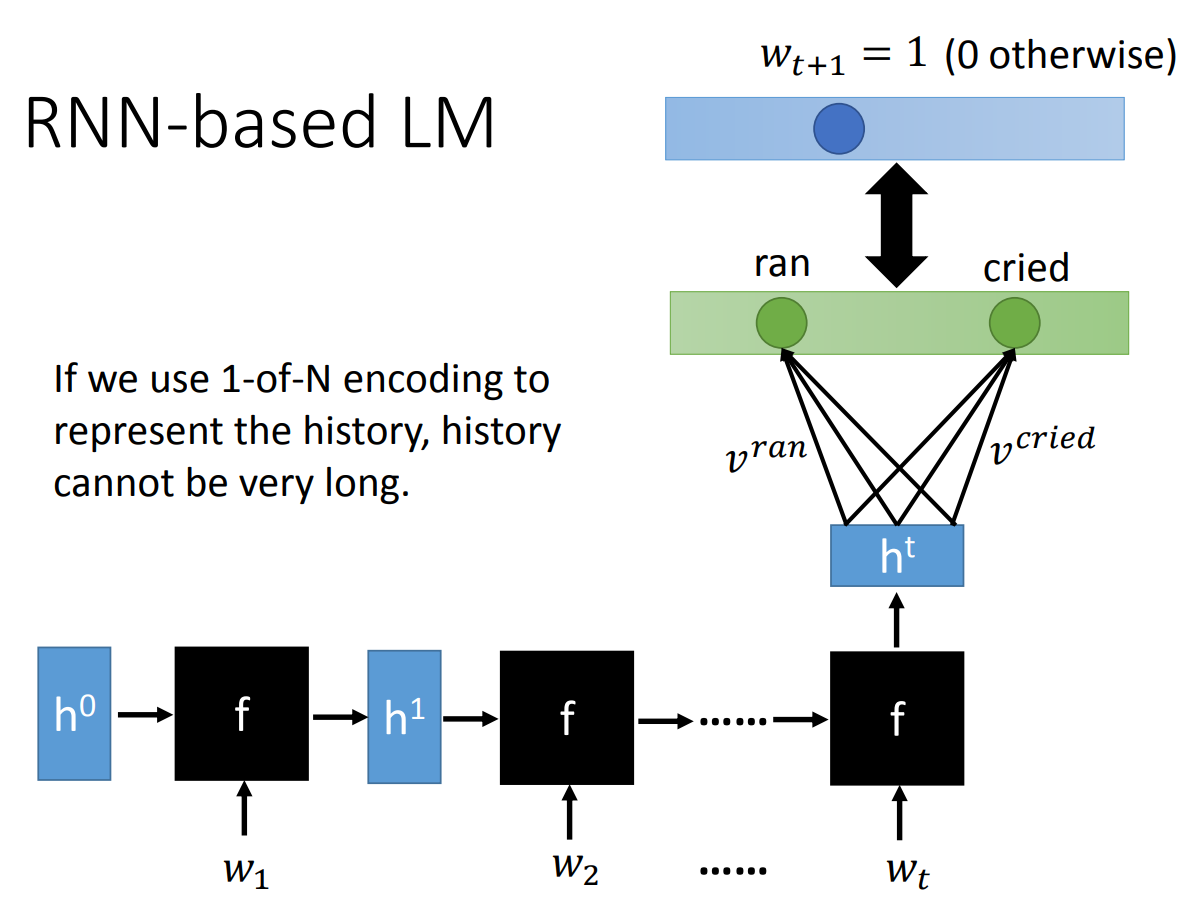 w_{t+1} = 1 (0 otherwise)
RNN-based LM
ran
cried
If we use 1-of-N encoding to
represent the history, history
cannot be very long.
v^{ran}
v^{cried}
h^t
h^0
f
h^1
f
......
f
w_1
w_2
......
w_t